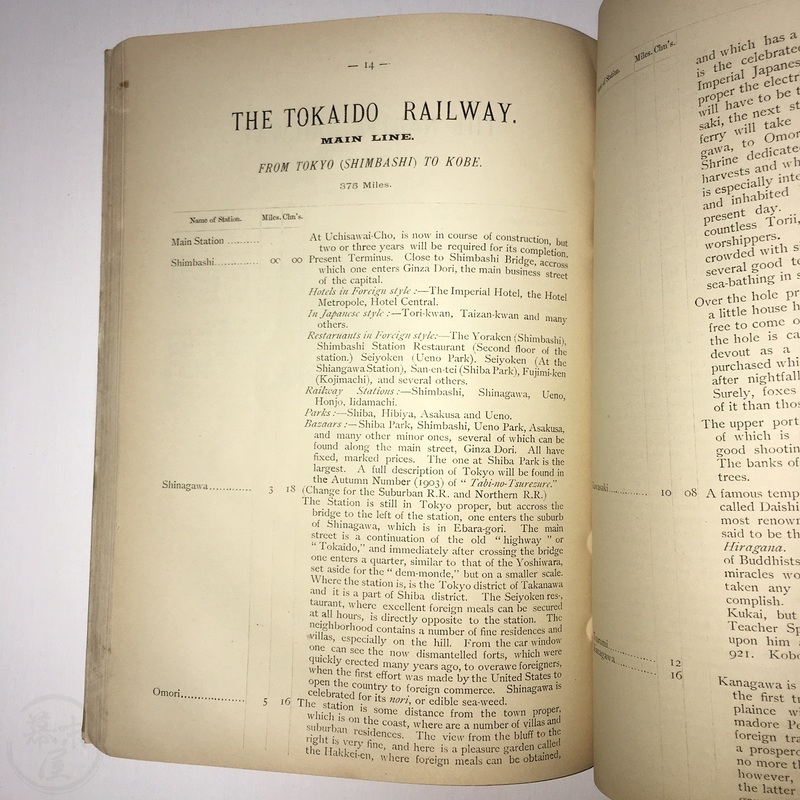 — 14 —
THE TOKAIDO RAILWAY.
MAIN LINE.
FROM TOKYO (SHIMBASHI) TO KOBE.
373 Miles.
Name of Station. Miles. Chn's.
Main Station .......... At Uchisawai-Cho, is now in course of construction, but
two or three years will be required for its completion.
Shimbashi.............. 00 00 Present Terminus. Close to Shimbashi Bridge, accross
which one enters Ginza Dori, the main business street
of the capital.
Hotels in Foreign style :—The Imperial Hotel, the Hotel
Metropole, Hotel Central.
In Japanese style :—Tori-kwan, Taizan-kwan and many
others.
Restaruants in Foreign style:—The Yoraken (Shimbashi),
Shimbashi Station Restaurant (Second floor of the
station.) Seiyoken (Ueno Park), Seiyoken (At the
Shiangawa Station), San-en-tei (Shiba Park), Fujimi-ken
(Kojimachi), and several others.
Railway Stations :—Shimbashi, Shinagawa, Ueno,
Honjo, Iidamachi.
Parks :—Shiba, Hibiya, Asakusa and Ueno.
Bazaars :—Shiba Park, Shimbashi, Ueno Park, Asakusa,
and many other minor ones, several of which can be
found along the main street, Ginza Dori. All have
fixed, marked prices. The one at Shiba Park is the
largest. A full description of Tokyo will be found in
the Autumn Number (1903) of " Tabi-no-Tsurezure."
Shinagawa.............. 3 18 (Change for the Suburban R.R. and Northern R.R.)
The Station is still in Tokyo proper, but accross the
bridge to the left of the station, one enters the suburb
of Shinagawa, which is in Ebara-gori. The main
street is a continuation of the old " highway " or
" Tokaido," and immediately after crossing the bridge
one enters a quarter, similar to that of the Yoshiwara,
set aside for the " dem-monde," but on a smaller scale.
Where the station is, is the Tokyo district of Takanawa
and it is a part of Shiba district. The Seiyoken res-,
taurant, where excellent foreign meals can be secured
at all hours, is directly opposite to the station. The
neighborhood contains a number of fine residences and
villas, especially on the hill. From the car window
one can see the now dismantelled forts, which were
quickly erected many years ago, to overawe foreigners,
when the first effort was made by the United States to
open the country to foreign commerce. Shinagawa is
celebrated for its nori, or edible sea-weed.
Omori.................. 5 16 The station is some distance from the town proper,
which is on the coast, where are a number of villas and
suburban residences. The view from the bluff to the
right is very fine, and here is a pleasure garden called
the Hakkei-en, where foreign meals can be obtained,
Station. Miles. Chn's.
and which has a
is the celebrated
Imperial Japanes
proper the electr
will have to be t
saki, the next st
ferry will take
gawa, to Omor
Shrine dedicate
harvests and wh
is especially inte
and inhabited
present day.
countless Torii,
worshippers.
crowded with s
several good to
sea-bathing in s
Over the hole pr
a little house h
free to come o
the hole is ca
devout as a
purchased whi
after nightfall
Surely, foxes
of it than thos
The upper port
of which is
good shooting
The banks of
trees.
10 08 A famous temp
called Daishi
most renown
said to be th
Hiragana.
of Buddhists
miracles wo
taken any
complish.
Kukai, but
Teacher Sp
upon him a
921. Kobo
12
16
Kanagawa is
the first tr
plaince w
madore Pe
foreign tra
a prospero
no more th
however,
the latter